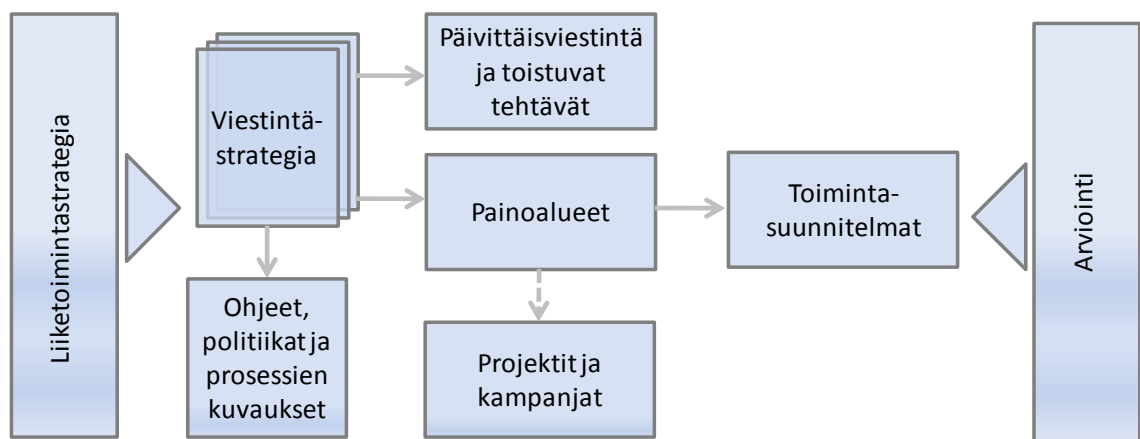 Liiketoimintastrategia
Viestintä-
strategia
Ohjeet,
politiikat ja
prosessien
kuvaukset
Päivittäisviestintä
ja toistuvat
tehtävät
Painoalueet
Projektit ja
kampanjat
Toiminta-
suunnitelmat
Arviointi